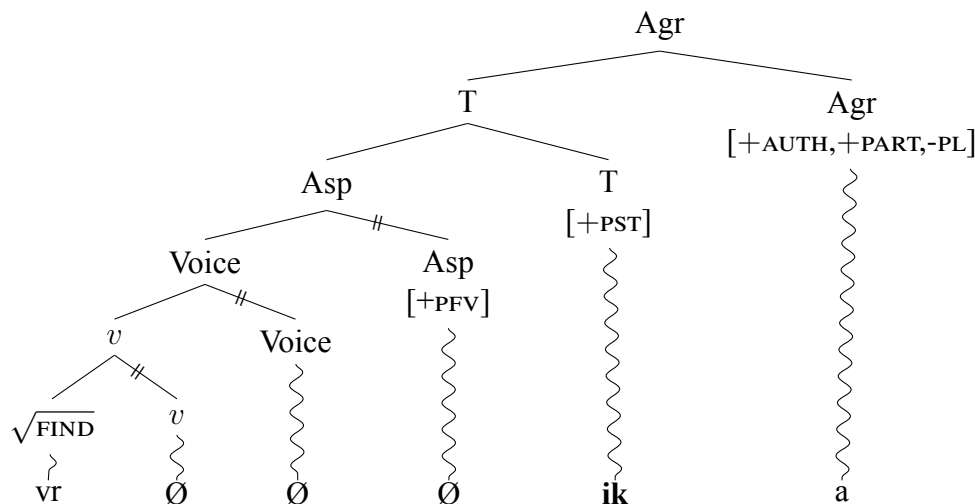 Agr
T Agr
[+AUTH,+PART,-PL]
Asp T
[+PST]
Voice Asp
[+PFV]
v Voice
√FIND v
vr Ø Ø Ø ik a